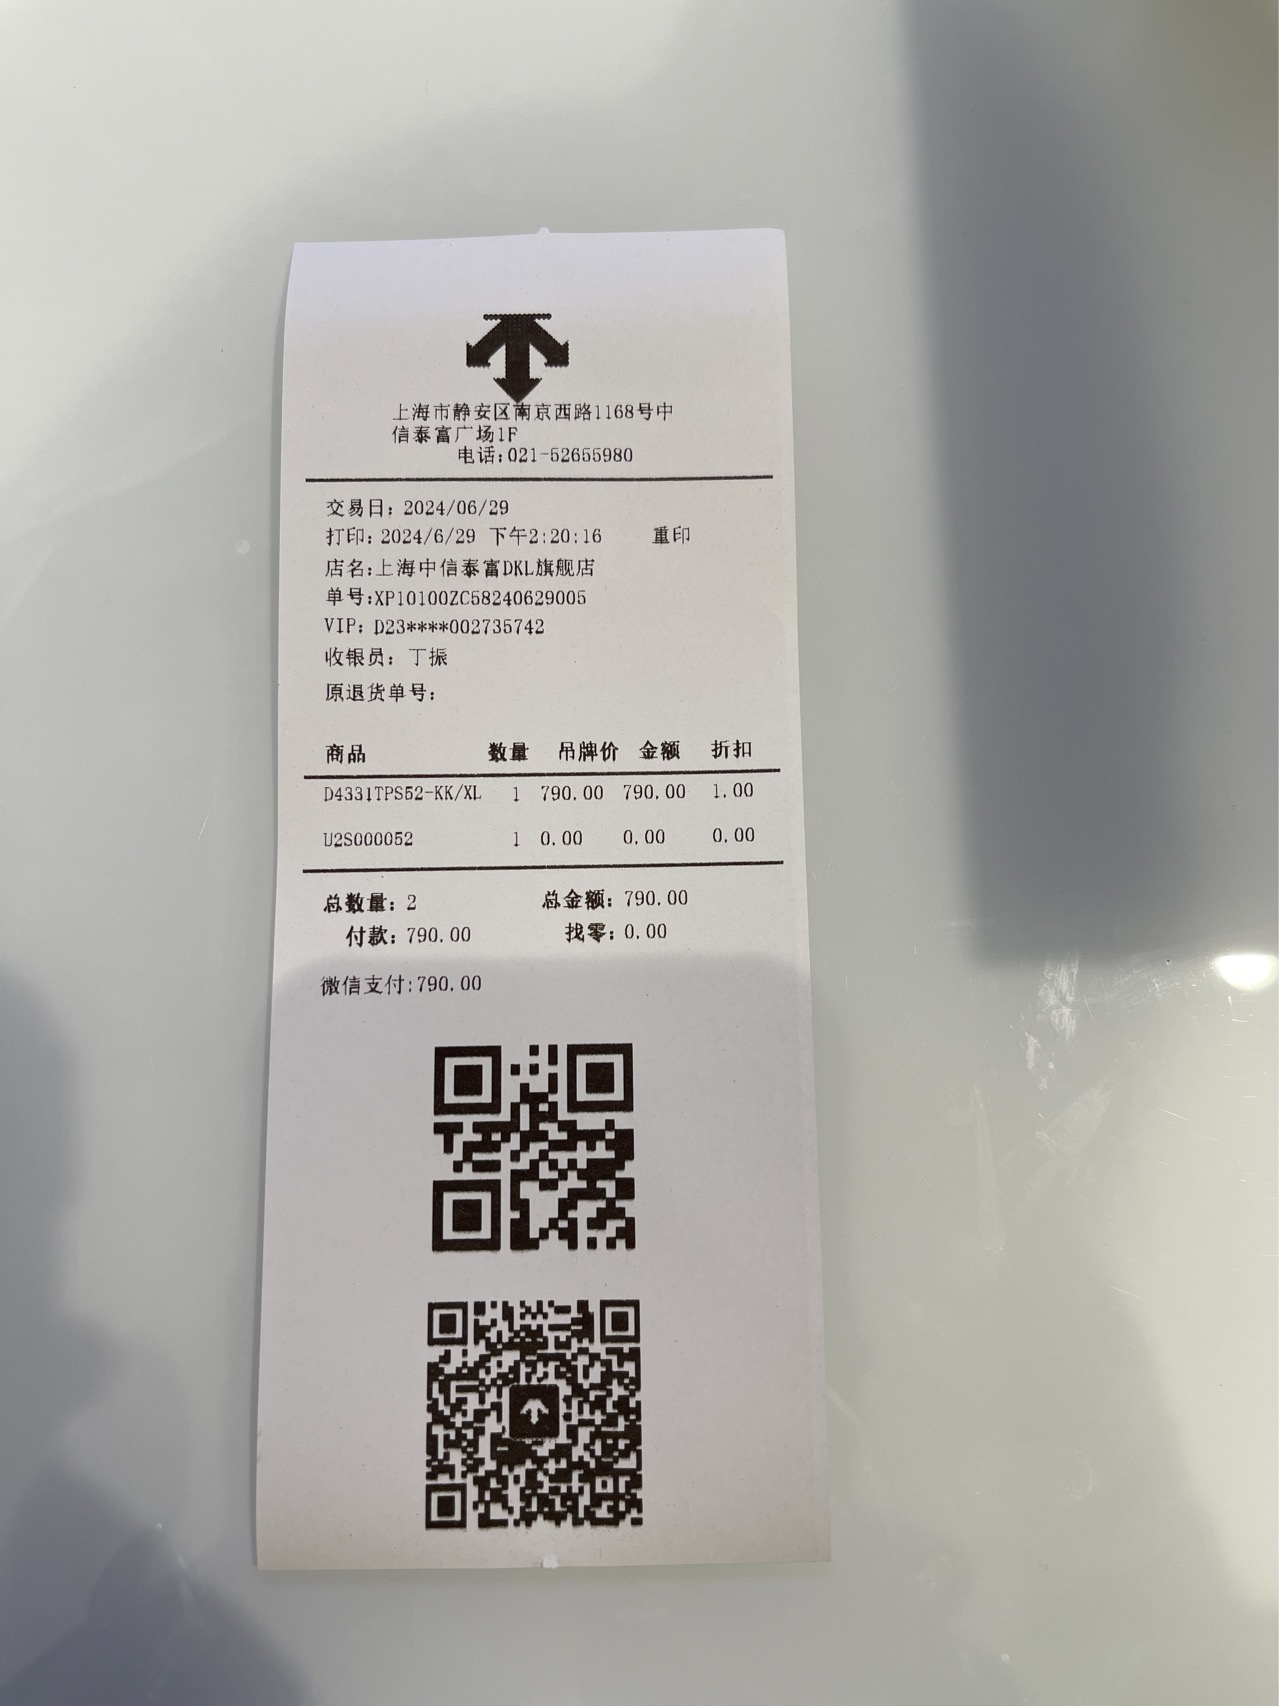 上海市静安区南京西路1168号中
信泰富广场1F
电话:021-52655980
交易日: 2024/06/29
打印: 2024/6/29 下午2:20:16 重印
店名:上海中信泰富DKL旗舰店
单号:XP10100ZC58240629005
VIP: D23****002735742
收银员: 丁振
原退货单号:
商品 数量 吊牌价 金额 折扣
D4331TPS52-KK/XL 1 790.00 790.00 1.00
U2S000052 1 0.00 0.00 0.00
总数量: 2 总金额: 790.00
付款: 790.00 找零: 0.00
微信支付:790.00